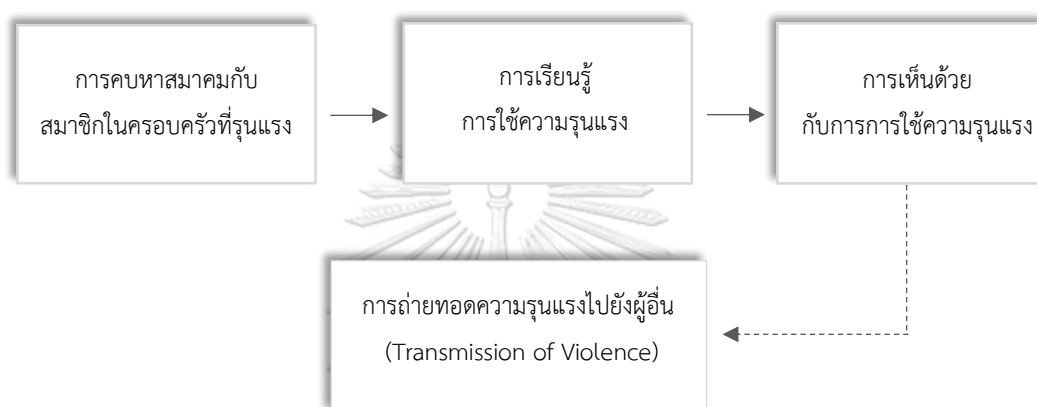 การคบหาสมาคมกับ
สมาชิกในครอบครัวที่รุนแรง
การเรียนรู้
การใช้ความรุนแรง
การเห็นด้วย
กับการการใช้ความรุนแรง
การถ่ายทอดความรุนแรงไปยังผู้อื่น
(Transmission of Violence)